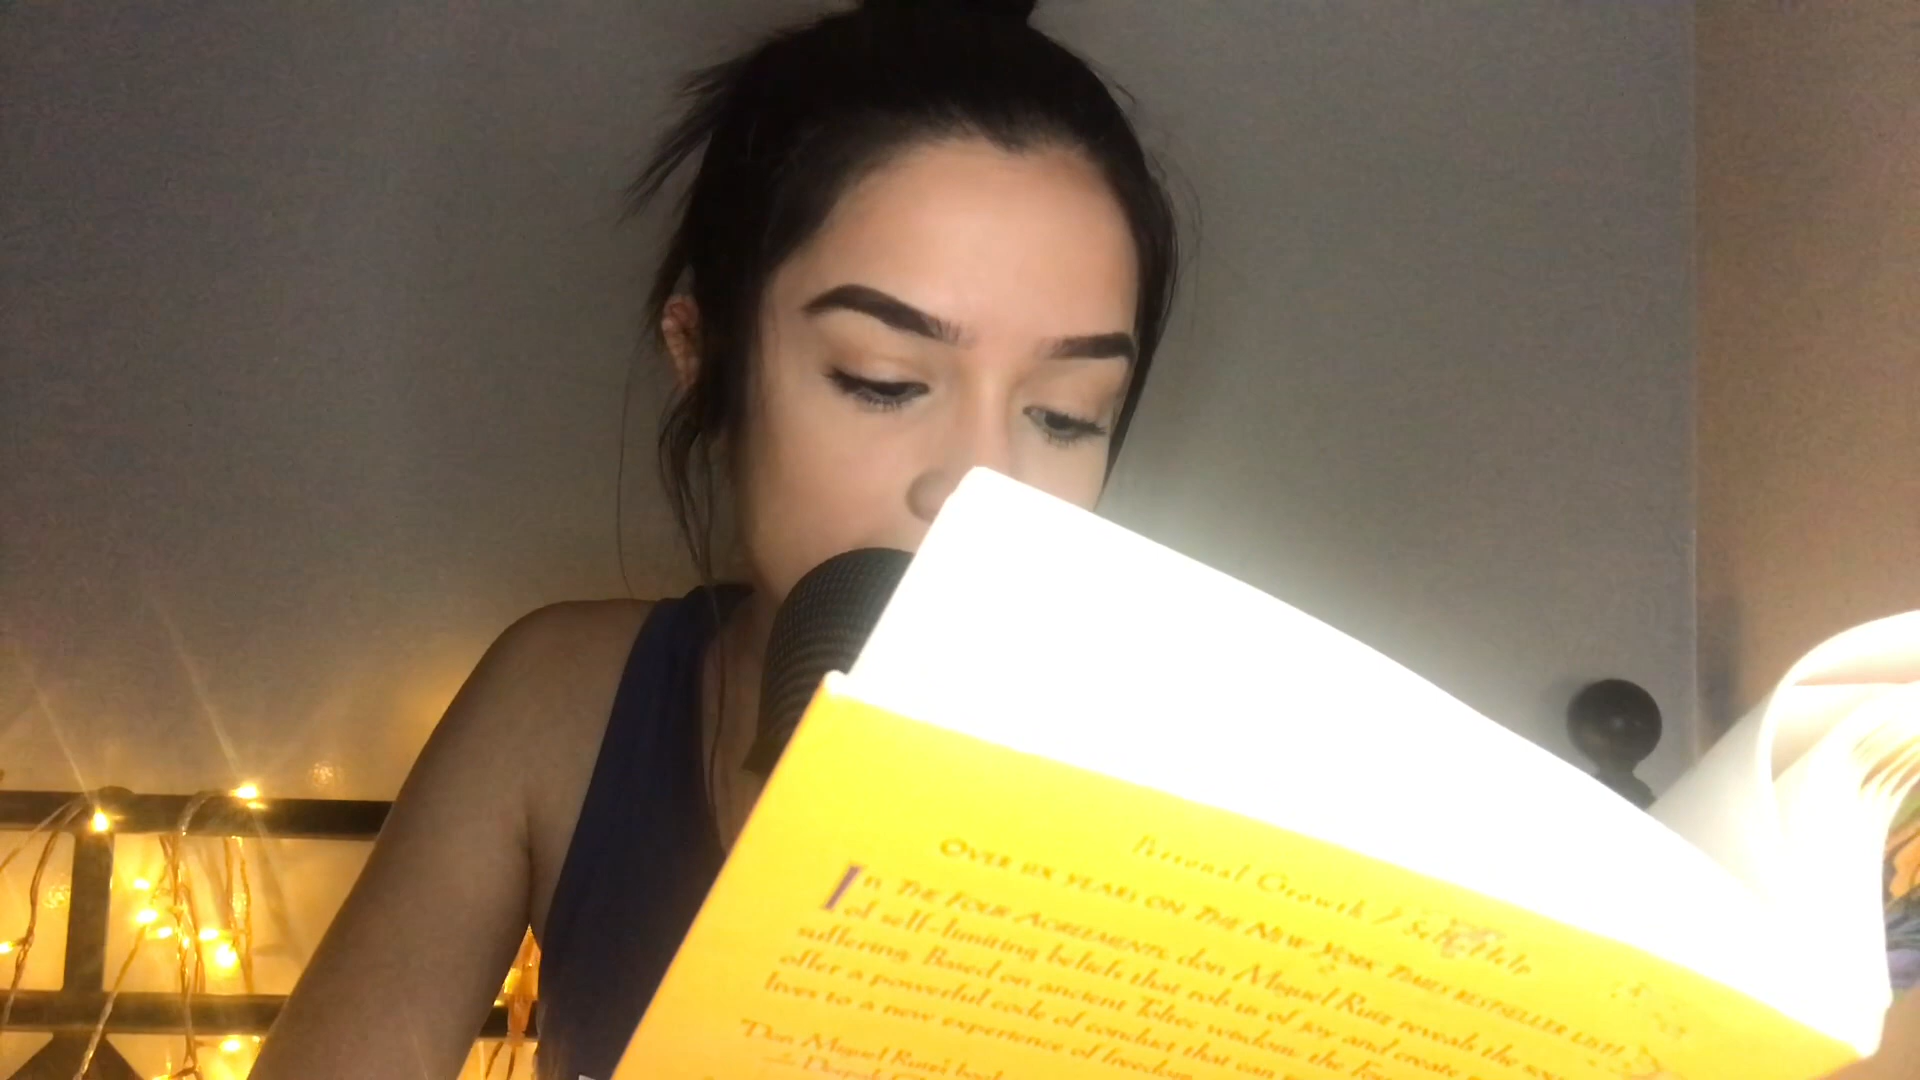 Personal Growth / Self-Help
OVER SIX YEARS ON THE NEW YORK TIMES BESTSELLER LIST!
In THE FOUR AGREEMENTS, don Miguel Ruiz reveals the
of self-limiting beliefs that rob us of joy and create
suffering. Based on ancient Toltec wisdom, the
offer a powerful code of conduct that can
lives to a new experience of freedom,
"Don Miguel Ruiz's book